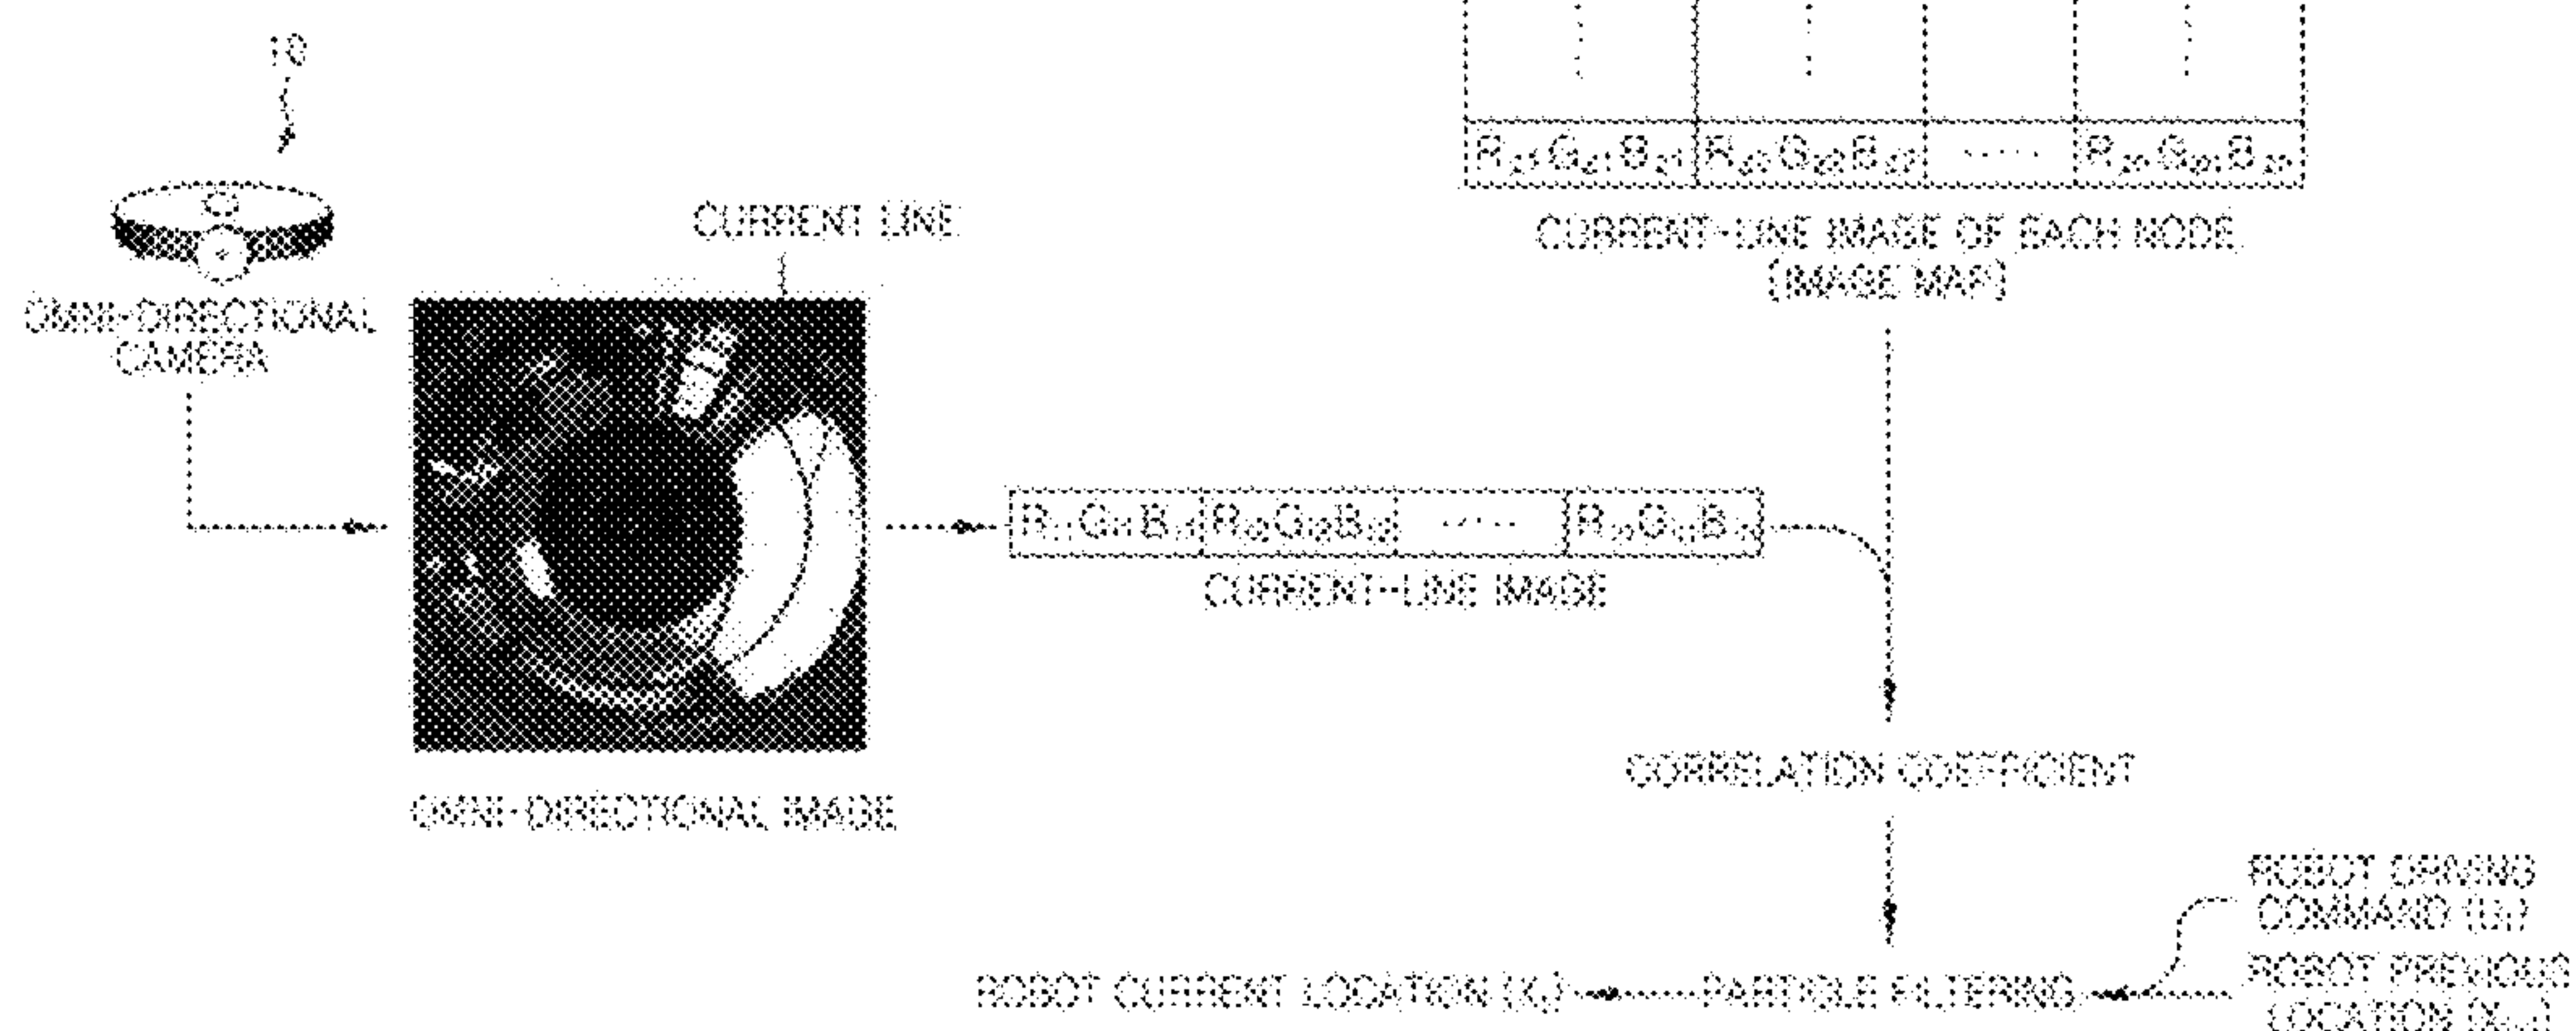 10
OMNI-DIRECTIONAL
CAMERA
CURRENT LINE
OMNI-DIRECTIONAL IMAGE
CURRENT-LINE IMAGE
CURRENT-LINE IMAGE OF EACH NODE
(IMAGE MAP)
CORRELATION COEFFICIENT
ROBOT DRIVING
COMMAND
ROBOT PREVIOUS
LOCATION
PARTICLE FILTERING
ROBOT CURRENT LOCATION